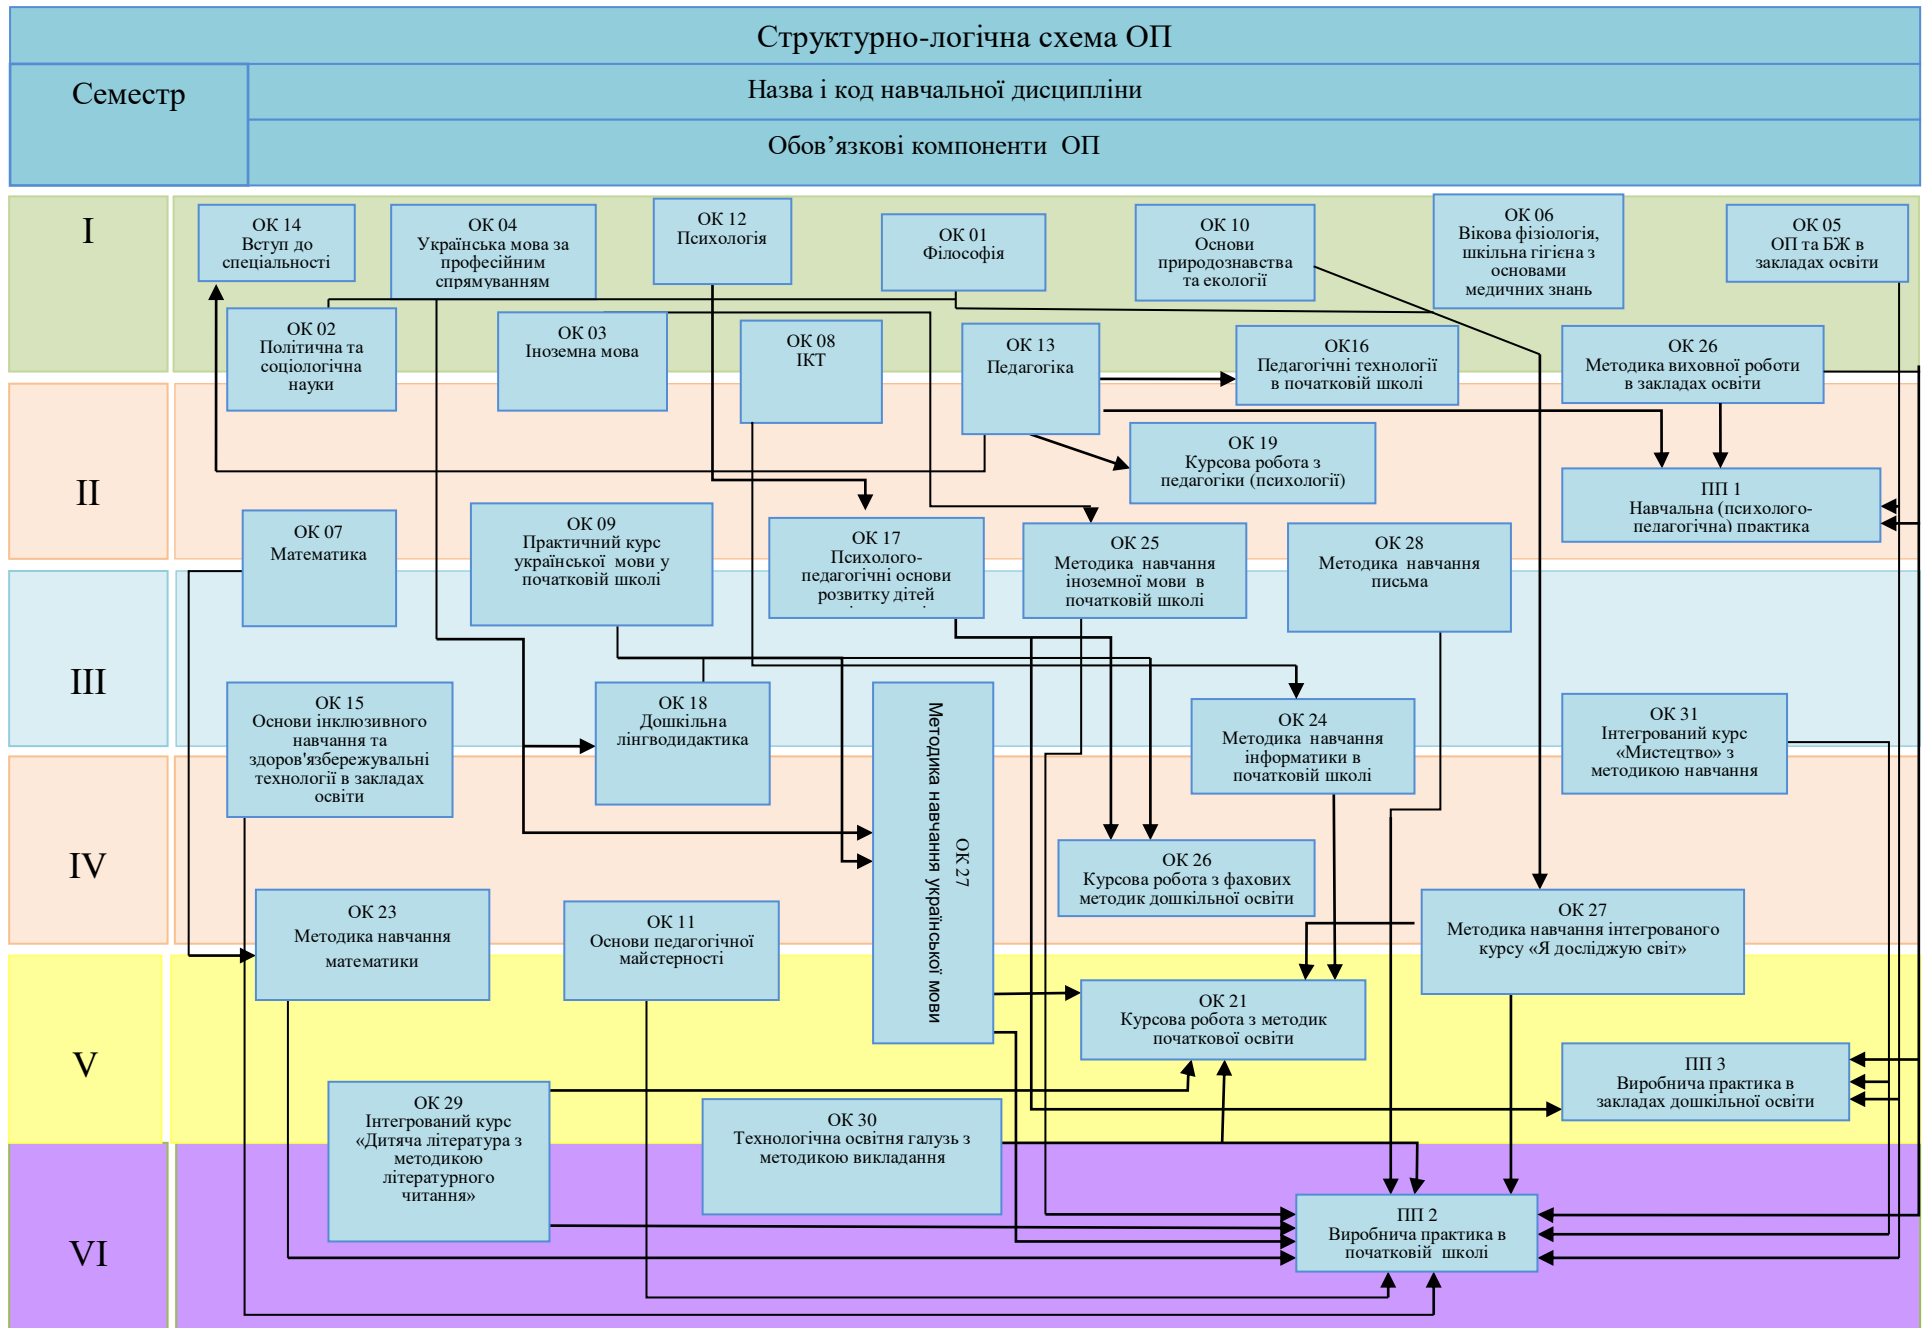 Структурно-логічна схема ОП
Семестр
Назва і код навчальної дисципліни
Обов’язкові компоненти ОП
I
ОК 14
Вступ до
спеціальності
ОК 04
Українська мова за
професійним
спрямуванням
ОК 12
Психологія
ОК 01
Філософія
ОК 10
Основи
природознавства
та екології
ОК 06
Вікова фізіологія,
шкільна гігієна з
основами
медичних знань
ОК 05
ОП та БЖ в
закладах освіти
ОК 02
Політична та
соціологічна
науки
ОК 03
Іноземна мова
ОК 08
ІКТ
ОК 13
Педагогіка
ОК16
Педагогічні технології
в початковій школі
ОК 26
Методика виховної роботи
в закладах освіти
II
ОК 19
Курсова робота з
педагогіки (психології)
ПП 1
Навчальна (психолого-
педагогічна) практика
ОК 07
Математика
ОК 09
Практичний курс
української мови у
початковій школі
ОК 17
Психолого-
педагогічні основи
розвитку дітей
ОК 25
Методика навчання
іноземної мови в
початковій школі
ОК 28
Методика навчання
письма
III
ОК 15
Основи інклюзивного
навчання та
здоров'язбережувальні
технології в закладах
освіти
ОК 18
Дошкільна
лінгводидактика
ОК 27
Методика навчання української мови
ОК 24
Методика навчання
інформатики в
початковій школі
ОК 31
Інтегрований курс
«Мистецтво» з
методикою навчання
IV
ОК 26
Курсова робота з фахових
методик дошкільної освіти
ОК 23
Методика навчання
математики
ОК 11
Основи педагогічної
майстерності
ОК 27
Методика навчання інтегрованого
курсу «Я досліджую світ»
V
ОК 21
Курсова робота з методик
початкової освіти
ПП 3
Виробнича практика в
закладах дошкільної освіти
ОК 29
Інтегрований курс
«Дитяча література з
методикою
літературного
читання»
ОК 30
Технологічна освітня галузь з
методикою викладання
VI
ПП 2
Виробнича практика в
початковій школі